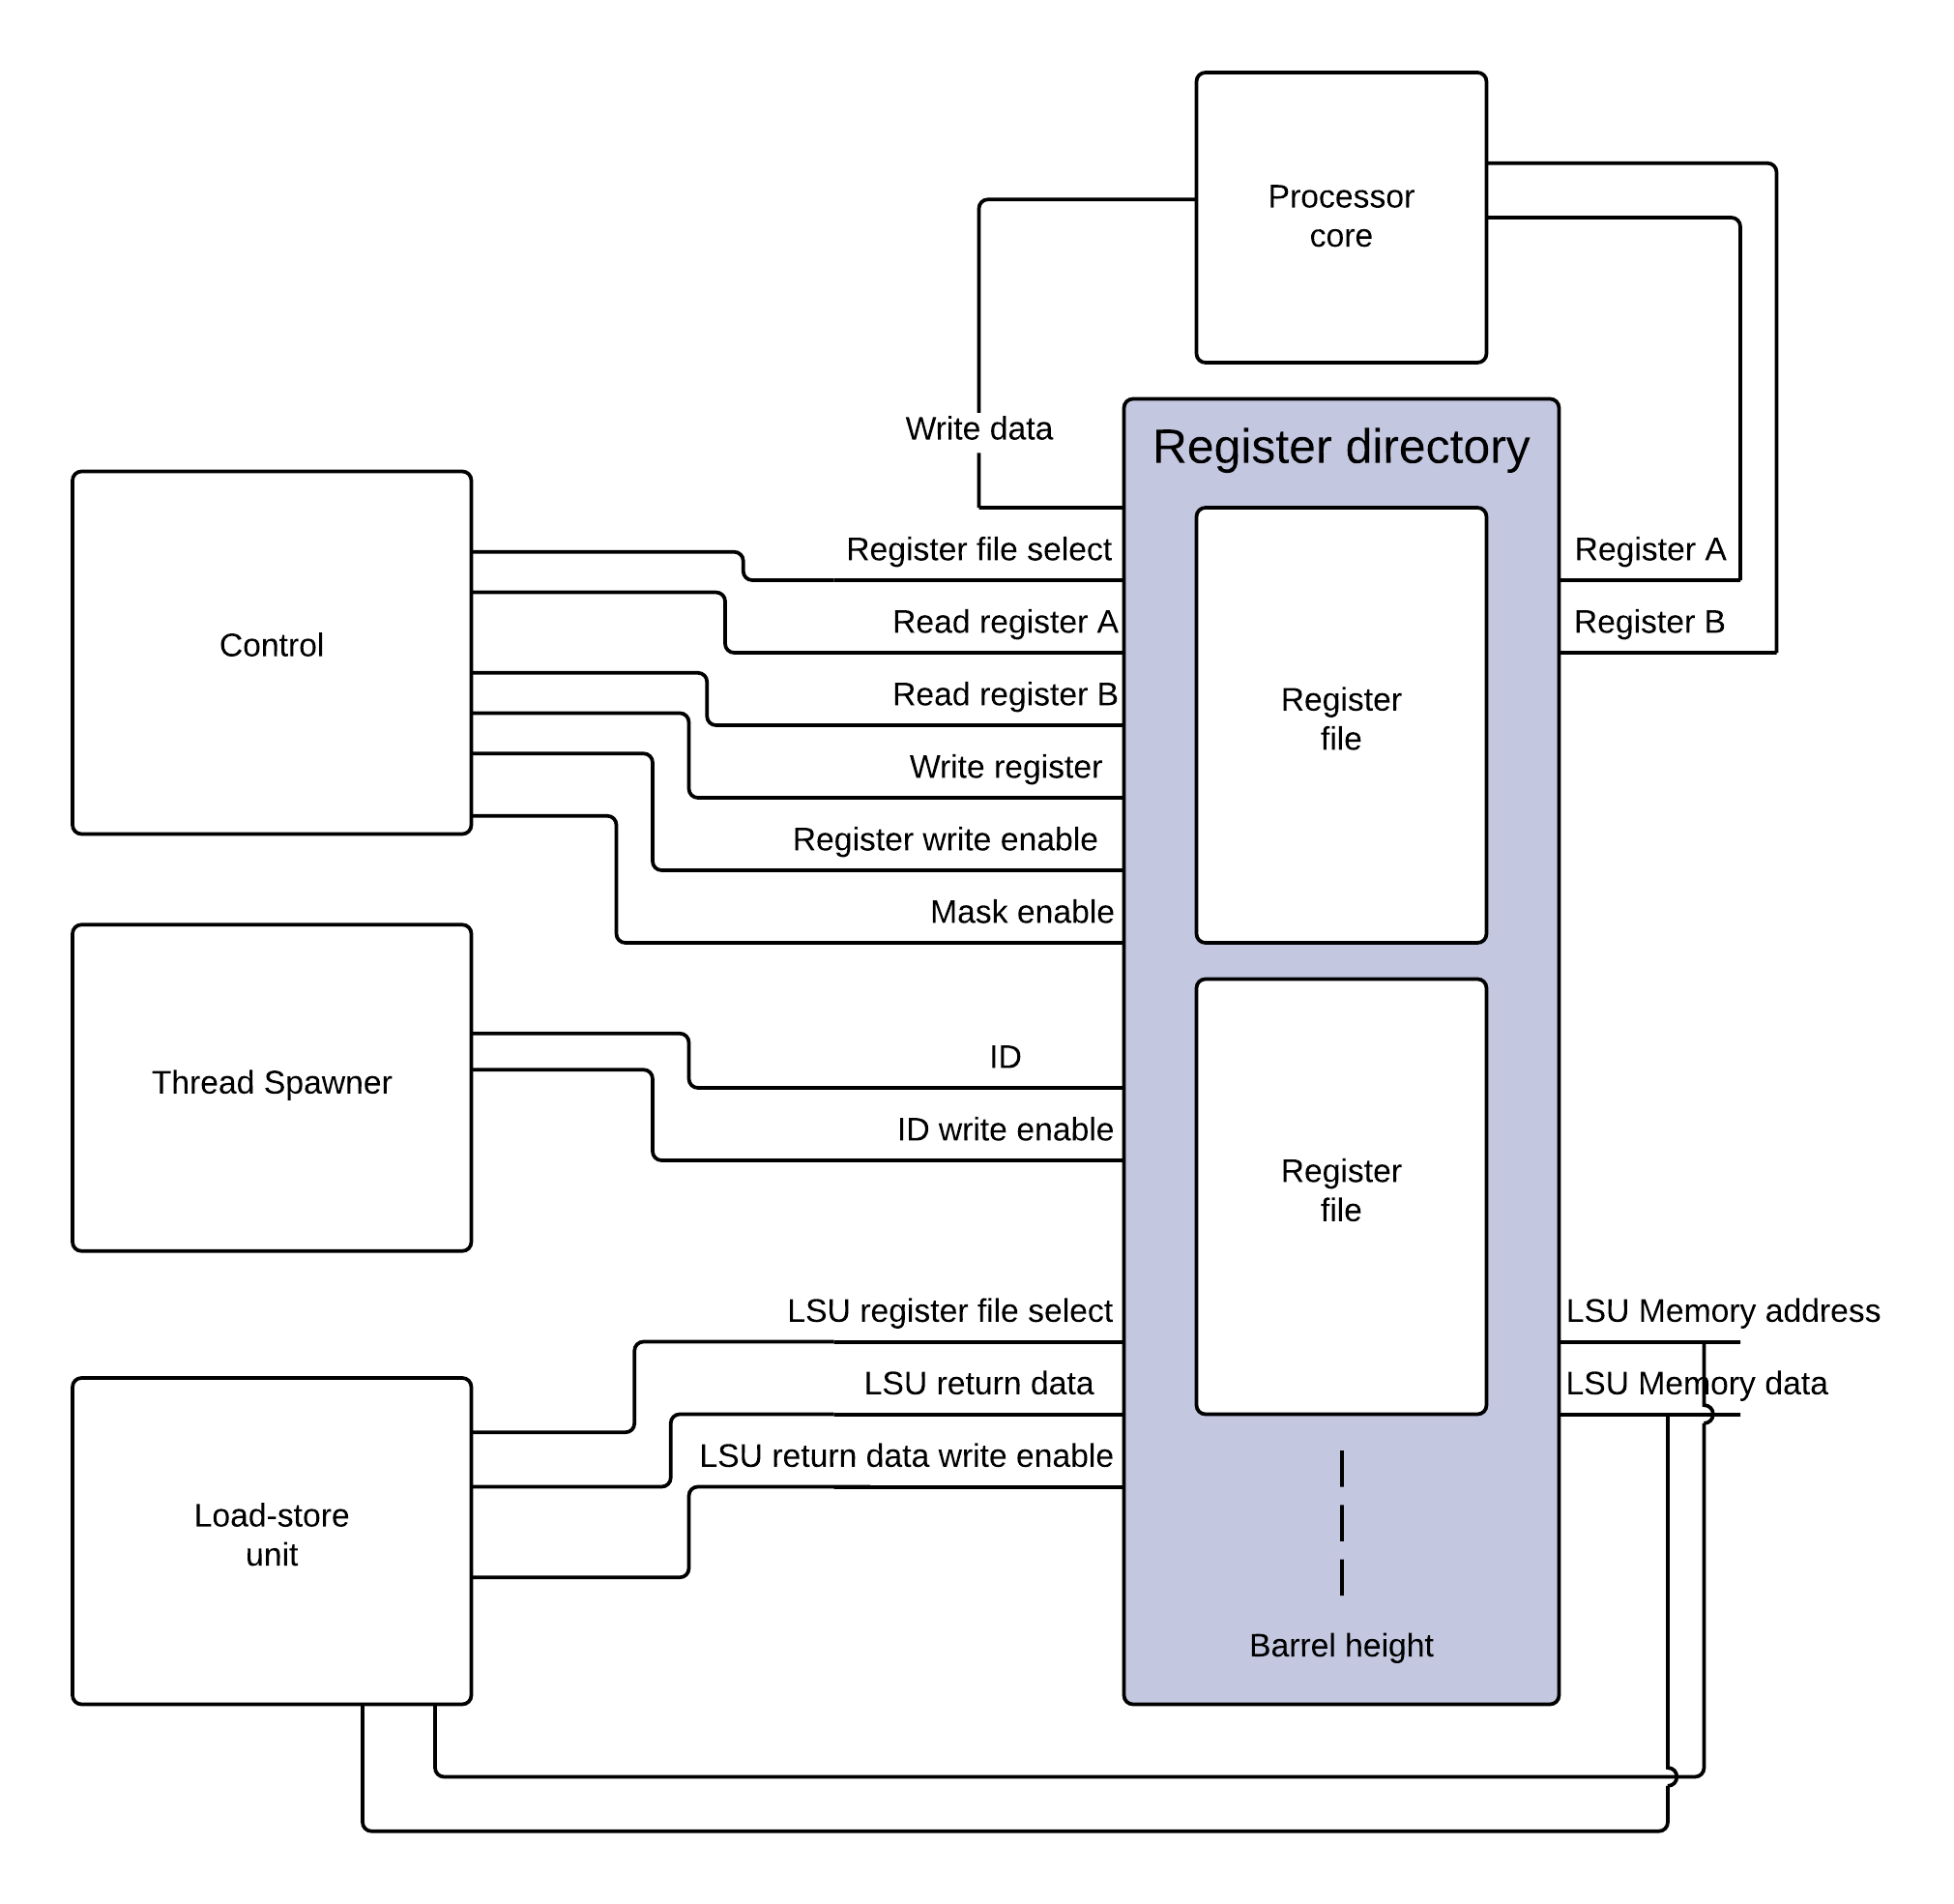 Processor
core
Write data
Register directory
Register file select
Register A
Read register A
Register B
Control
Read register B
Register
file
Write register
Register write enable
Mask enable
ID
Thread Spawner
ID write enable
Register
file
LSU register file select
LSU Memory address
LSU return data
LSU Memory data
LSU return data write enable
Load-store
unit
Barrel height